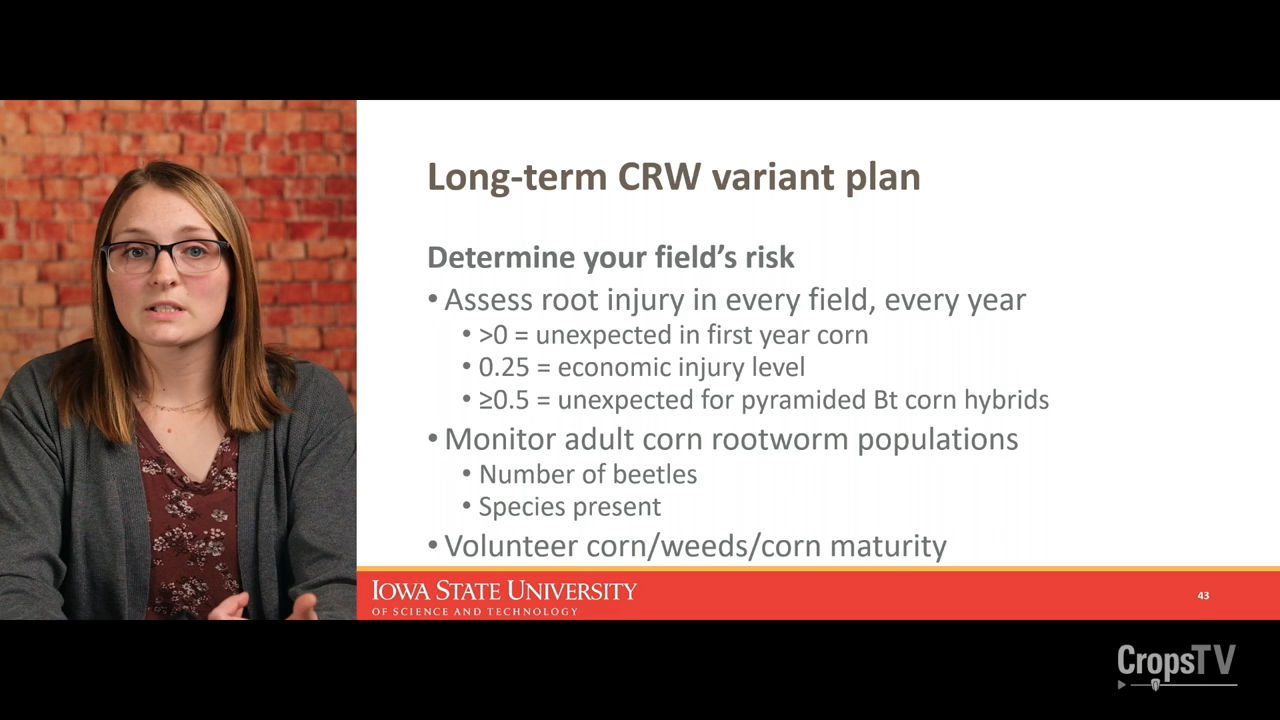 Long-term CRW variant plan
Determine your field's risk
• Assess root injury in every field, every year
• >0 = unexpected in first year corn
• 0.25 = economic injury level
• ≥0.5 = unexpected for pyramided Bt corn hybrids
• Monitor adult corn rootworm populations
• Number of beetles
• Species present
• Volunteer corn/weeds/corn maturity
IOWA STATE UNIVERSITY
OF SCIENCE AND TECHNOLOGY
43
CropsTV